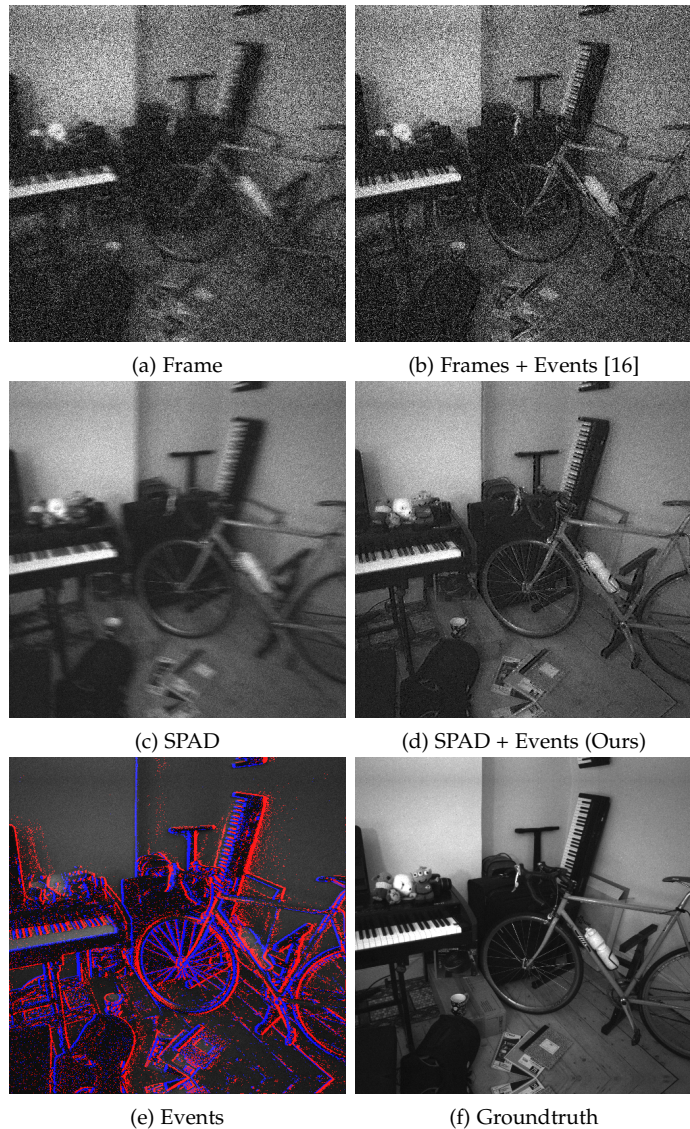 (a) Frame
(b) Frames + Events [16]
(c) SPAD
(d) SPAD + Events (Ours)
(e) Events
(f) Groundtruth